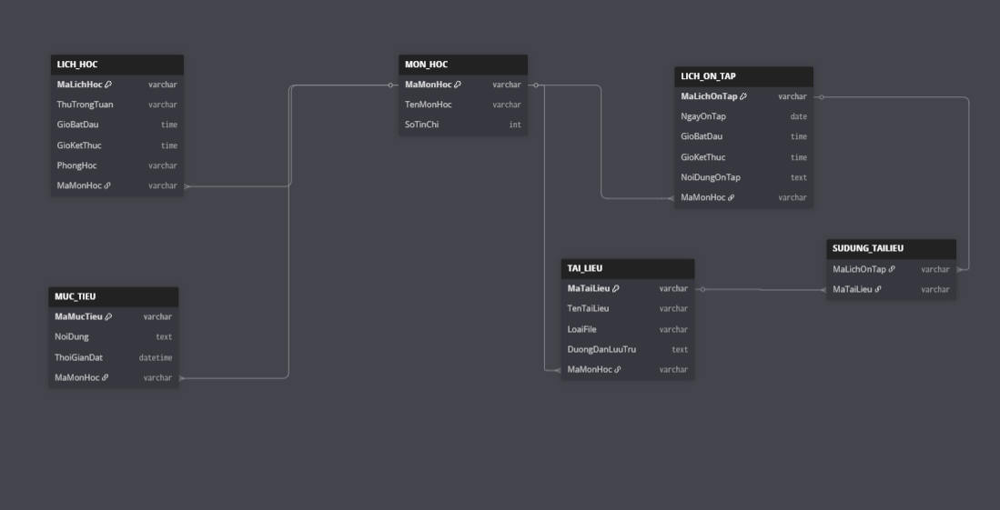 LICH_HOC
MaLichHoc varchar
ThuTrongTuan varchar
GioBatDau time
GioKetThuc time
PhongHoc varchar
MaMonHoc varchar
MON_HOC
MaMonHoc varchar
TenMonHoc varchar
SoTinChi int
LICH_ON_TAP
MaLichOnTap varchar
NgayOnTap date
GioBatDau time
GioKetThuc time
NoiDungOnTap text
MaMonHoc varchar
SUDUNG_TAILIEU
MaLichOnTap varchar
MaTaiLieu varchar
TAI_LIEU
MaTaiLieu varchar
TenTaiLieu varchar
LoaiFile varchar
DuongDanLuuTru text
MaMonHoc varchar
MUC_TIEU
MaMucTieu varchar
NoiDung text
ThoiGianDat datetime
MaMonHoc varchar